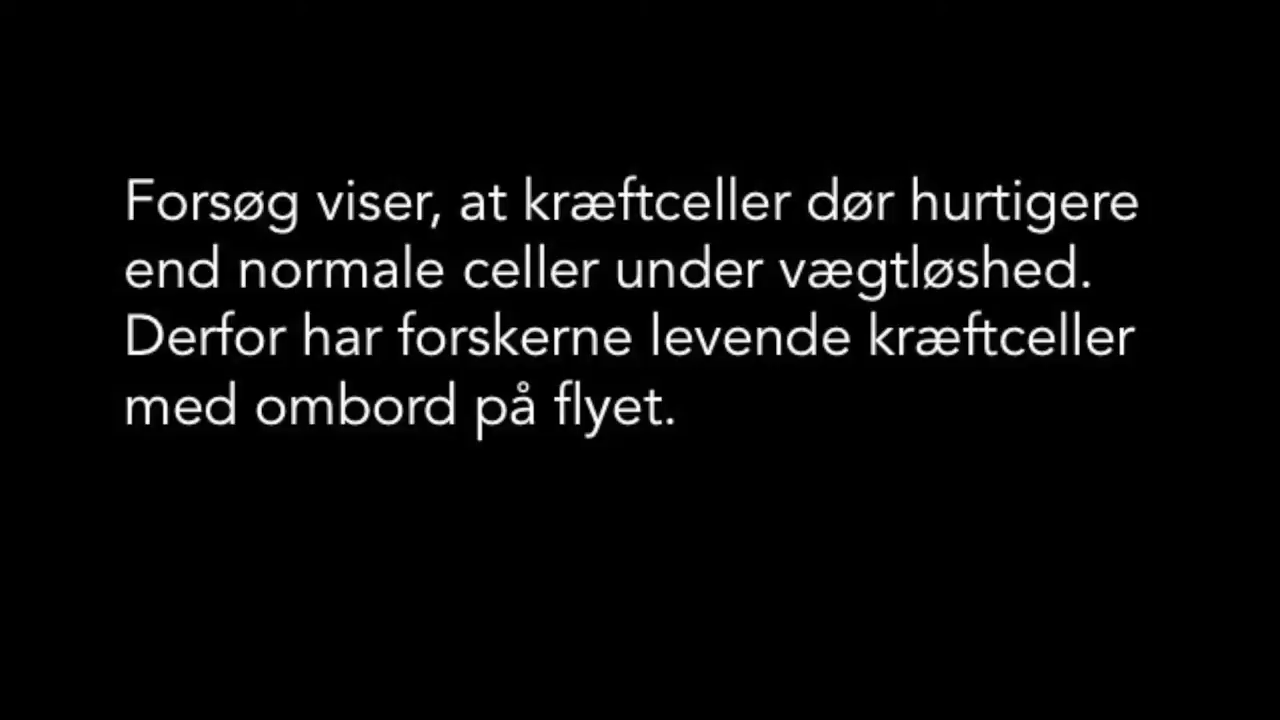 Forsøg viser, at kræftceller dør hurtigere
end normale celler under vægtløshed.
Derfor har forskerne levende kræftceller
med ombord på flyet.